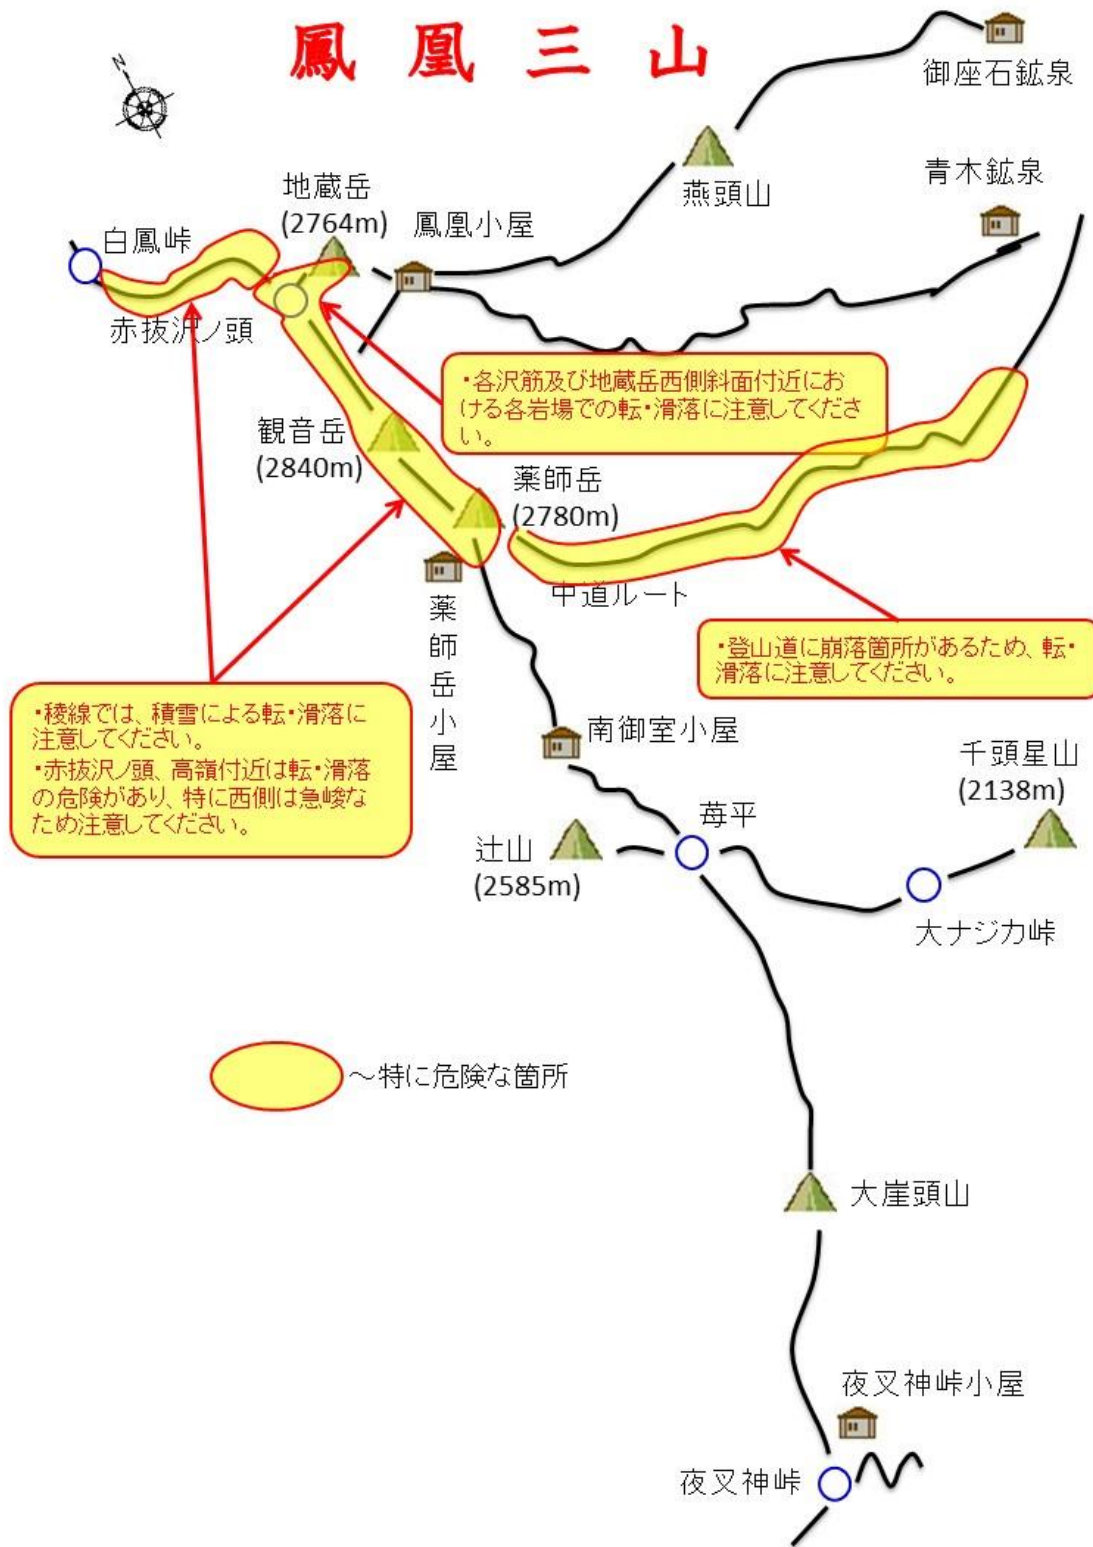 鳳凰三山
N
御座石鉱泉
燕頭山
青木鉱泉
地蔵岳
(2764m)
鳳凰小屋
白鳳峠
赤抜沢ノ頭
・各沢筋及び地蔵岳西側斜面付近にお
ける各岩場での転・滑落に注意してくださ
い。
観音岳
(2840m)
薬師岳
(2780m)
中道ルート
薬師岳小屋
・登山道に崩落箇所があるため、転・
滑落に注意してください。
・稜線では、積雪による転・滑落に
注意してください。
・赤抜沢ノ頭、高嶺付近は転・滑落
の危険があり、特に西側は急峻な
ため注意してください。
南御室小屋
千頭星山
(2138m)
苺平
辻山
(2585m)
大ナジカ峠
～特に危険な箇所
大崖頭山
夜叉神峠小屋
夜叉神峠